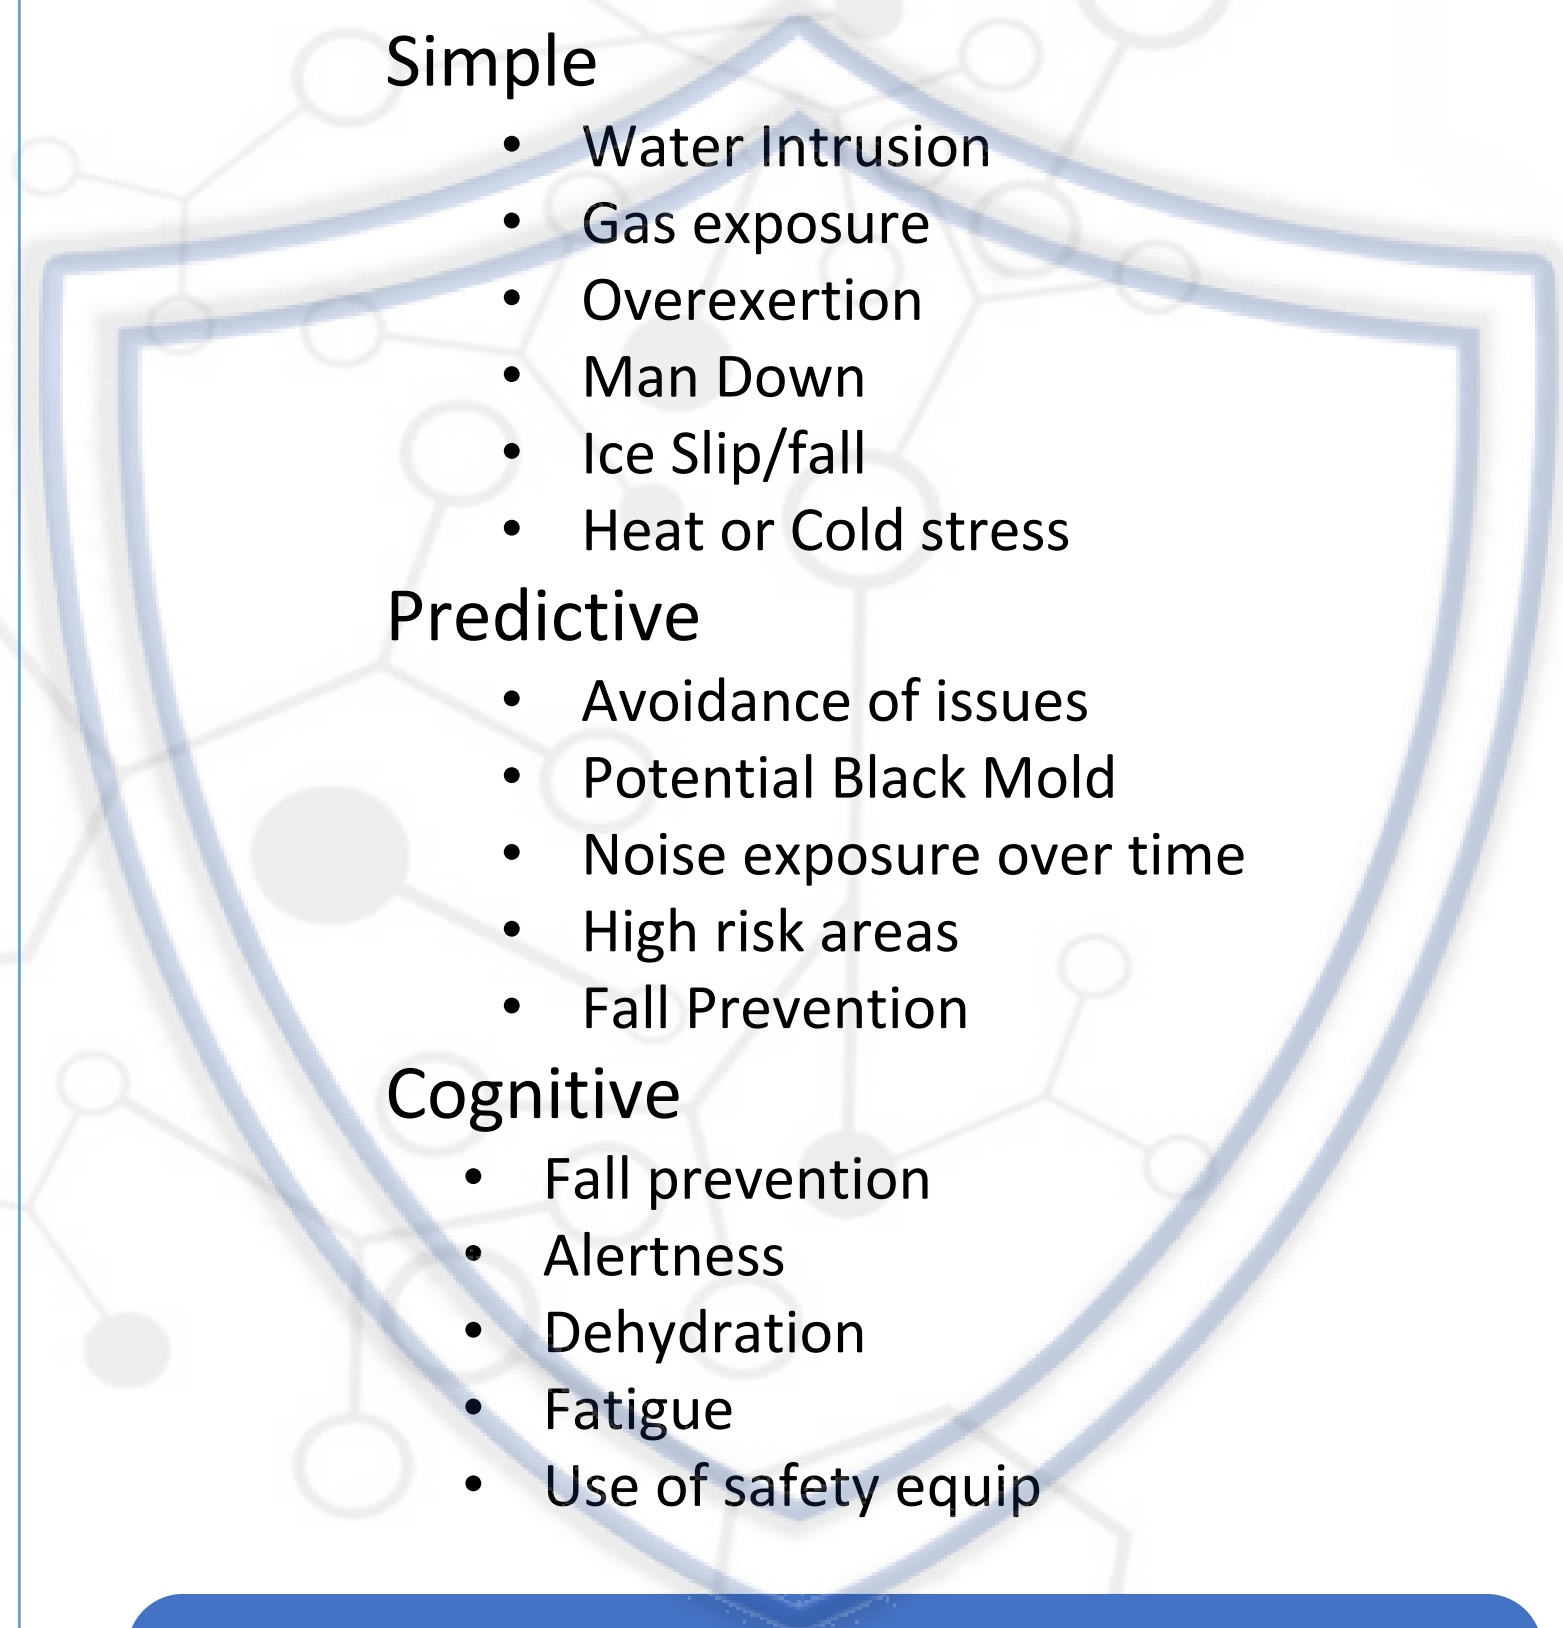 Simple
• Water Intrusion
• Gas exposure
• Overexertion
• Man Down
• Ice Slip/fall
• Heat or Cold stress
Predictive
• Avoidance of issues
• Potential Black Mold
• Noise exposure over time
• High risk areas
• Fall Prevention
Cognitive
• Fall prevention
• Alertness
• Dehydration
• Fatigue
• Use of safety equip